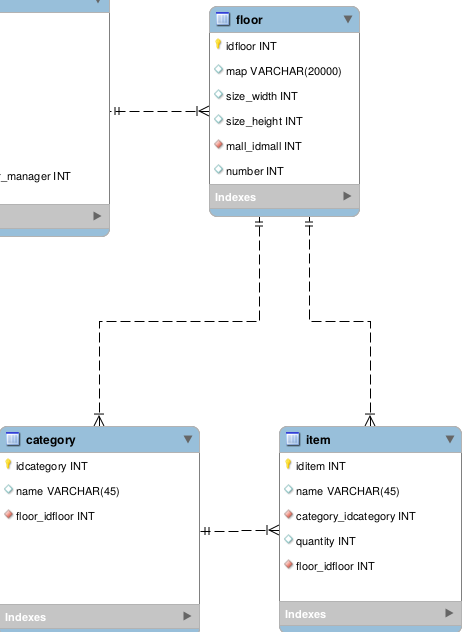 floor
idfloor INT
map VARCHAR(20000)
size_width INT
size_height INT
mall_idmall INT
number INT
Indexes
_manager INT
category
idcategory INT
name VARCHAR(45)
floor_idfloor INT
Indexes
item
iditem INT
name VARCHAR(45)
category_idcategory INT
quantity INT
floor_idfloor INT
Indexes